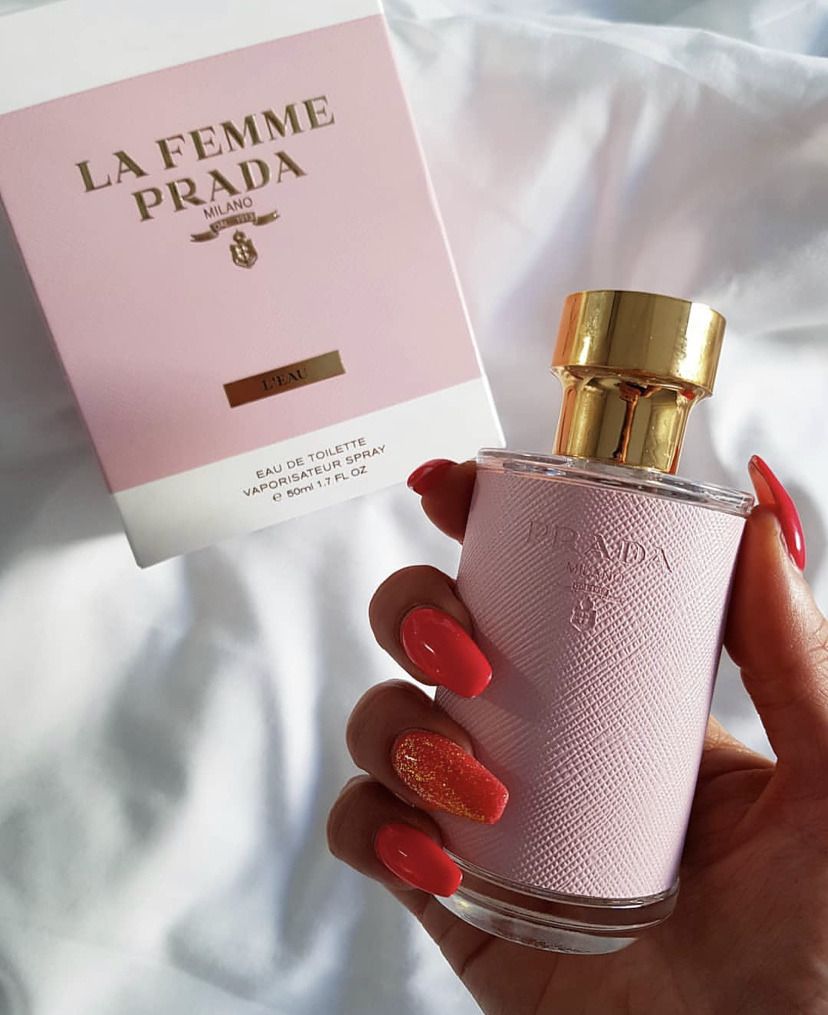 LA FEMME
PRADA
MILANO
L'EAU
EAU DE TOILETTE
VAPORISATEUR SPRAY
e 50ml 1.7 FL OZ
PRADA
MILANO